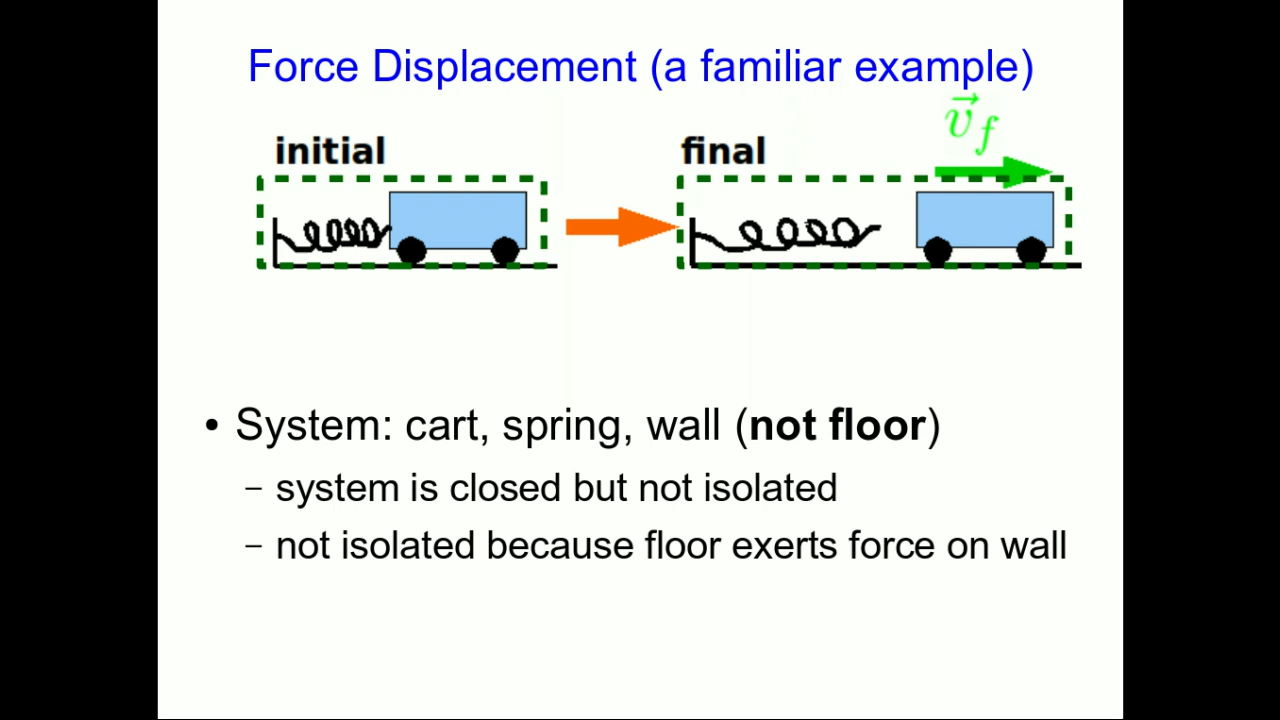 Force Displacement (a familiar example)
initial
final
v⃗f
• System: cart, spring, wall (not floor)
– system is closed but not isolated
– not isolated because floor exerts force on wall